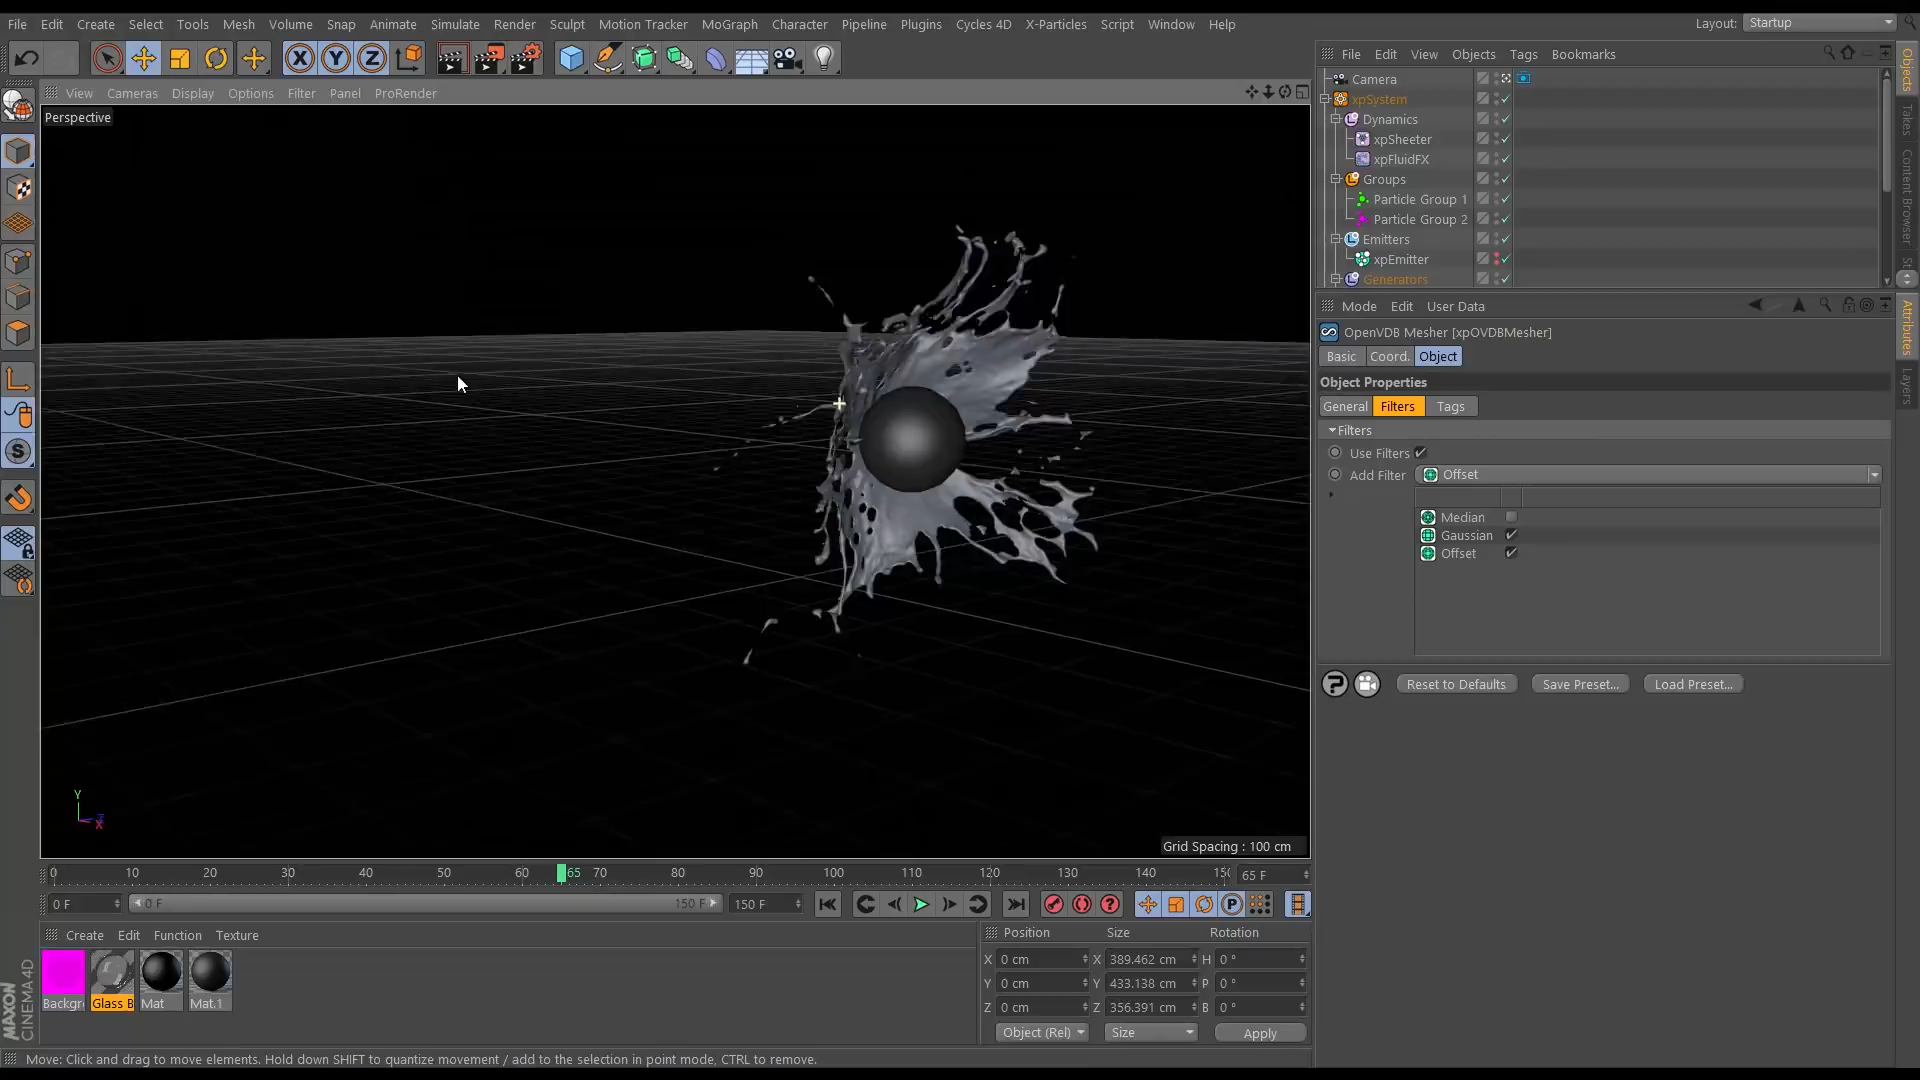 File Edit Create Select Tools Mesh Volume Snap Animate Simulate Render Sculpt Motion Tracker MoGraph Character Pipeline Plugins Cycles 4D X-Particles Script Window Help
Layout: Startup
View Cameras Display Options Filter Panel ProRender
Perspective
Grid Spacing : 100 cm
Y
Z
X
File Edit View Objects Tags Bookmarks
Camera
xpSystem
Dynamics
xpSheeter
xpFluidFX
Groups
Particle Group 1
Particle Group 2
Emitters
xpEmitter
Generators
Objects
Takes
Content Browser
Attributes
Layers
Mode Edit User Data
OpenVDB Mesher [xpOVDBMesher]
Basic Coord. Object
Object Properties
General Filters Tags
Filters
Use Filters
Add Filter Offset
Median
Gaussian
Offset
Reset to Defaults Save Preset... Load Preset...
0 10 20 30 40 50 60 65 70 80 90 100 110 120 130 140 65 F
0 F 0 F 150 F 150 F
Create Edit Function Texture
Backgr Glass B Mat Mat.1
Position Size Rotation
X 0 cm X 389.462 cm H 0 °
Y 0 cm Y 433.138 cm P 0 °
Z 0 cm Z 356.391 cm B 0 °
Object (Rel) Size Apply
MAXON
CINEMA 4D
Move: Click and drag to move elements. Hold down SHIFT to quantize movement / add to the selection in point mode, CTRL to remove.